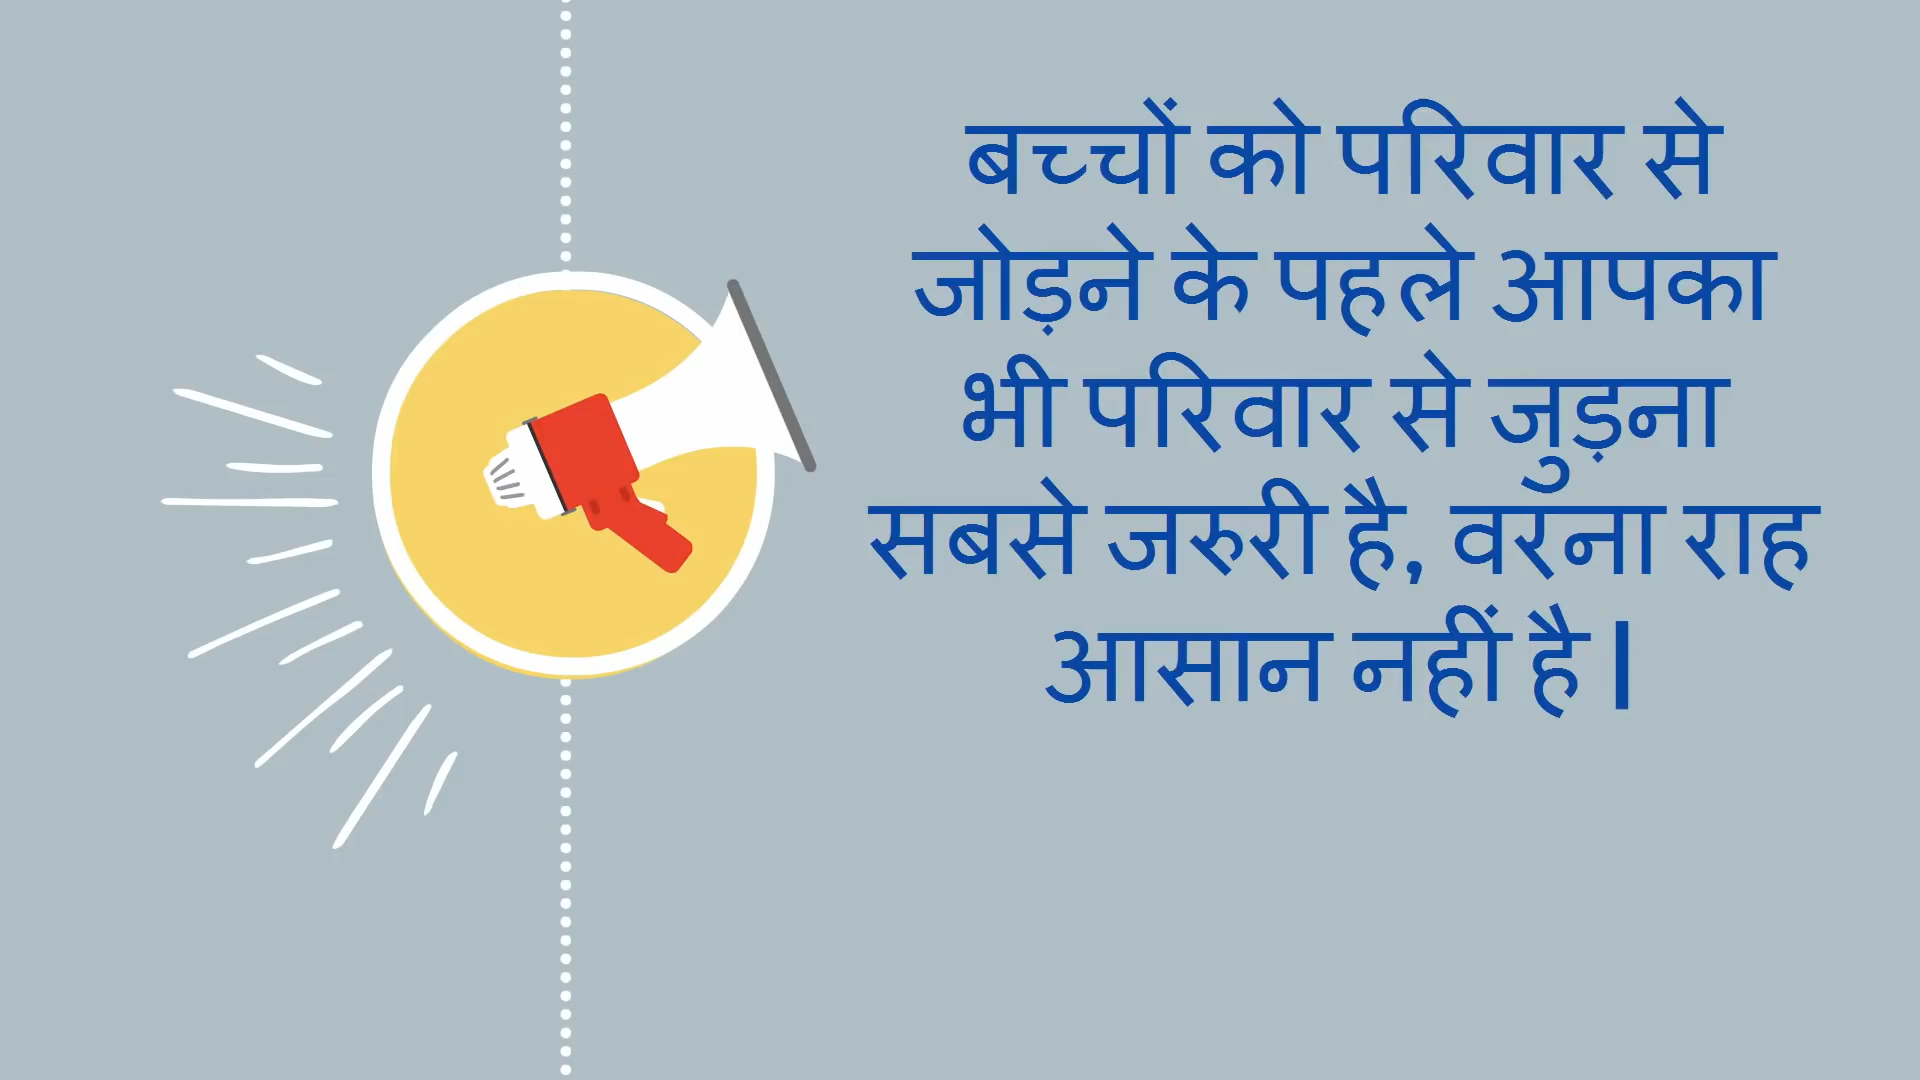 बच्चों को परिवार से
जोड़ने के पहले आपका
भी परिवार से जुड़ना
सबसे जरुरी है, वरना राह
आसान नहीं है |